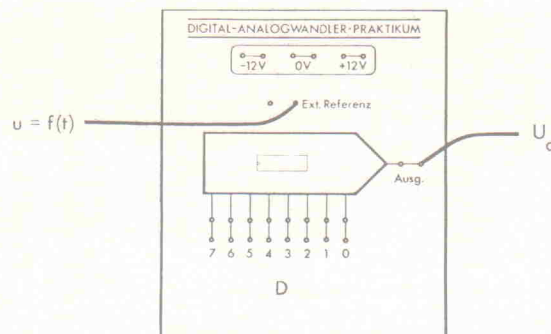 DIGITAL-ANALOGWANDLER-PRAKTIKUM
-12V 0V +12V
Ext. Referenz
u = f(t)
U
Ausg.
7 6 5 4 3 2 1 0
D